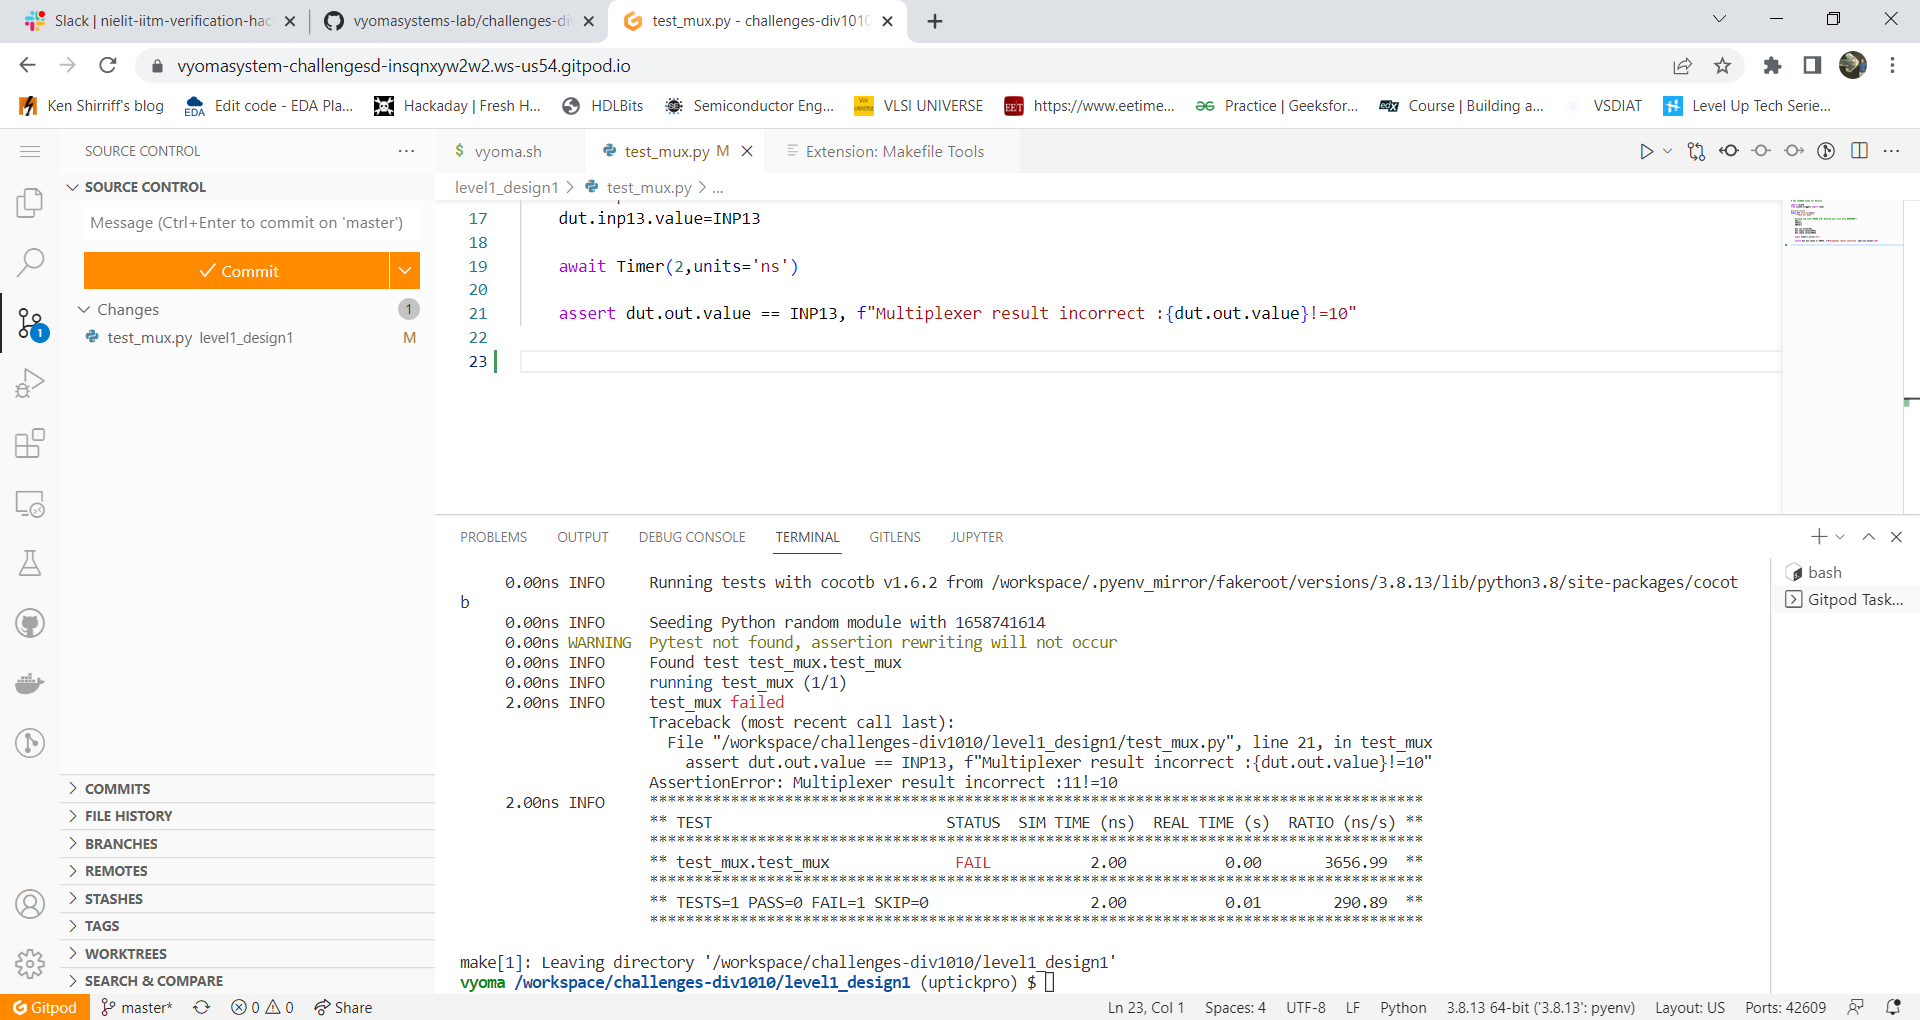 Slack | nielit-iitm-verification-hac
vyomasystems-lab/challenges-di
test_mux.py - challenges-div1010
vyomasystem-challengesd-insqnxyw2w2.ws-us54.gitpod.io
Ken Shirriff's blog
EDA
Edit code - EDA Pla...
Hackaday | Fresh H...
HDLBits
Semiconductor Eng...
VLSI UNIVERSE
EET
https://www.eetime...
Practice | Geeksfor...
edX
Course | Building a...
VSDIAT
Level Up Tech Serie...
SOURCE CONTROL
...
$ vyoma.sh
test_mux.py M
Extension: Makefile Tools
SOURCE CONTROL
level1_design1 > test_mux.py > ...
Message (Ctrl+Enter to commit on 'master')
Commit
Changes
1
test_mux.py level1_design1 M
1
17 dut.inp13.value=INP13
18
19 await Timer(2,units='ns')
20
21 assert dut.out.value == INP13, f"Multiplexer result incorrect :{dut.out.value}!=10"
22
23
COMMITS
FILE HISTORY
BRANCHES
REMOTES
STASHES
TAGS
WORKTREES
SEARCH & COMPARE
PROBLEMS OUTPUT DEBUG CONSOLE TERMINAL GITLENS JUPYTER
0.00ns INFO Running tests with cocotb v1.6.2 from /workspace/.pyenv_mirror/fakeroot/versions/3.8.13/lib/python3.8/site-packages/cocot
b
0.00ns INFO Seeding Python random module with 1658741614
0.00ns WARNING Pytest not found, assertion rewriting will not occur
0.00ns INFO Found test test_mux.test_mux
0.00ns INFO running test_mux (1/1)
2.00ns INFO test_mux failed
Traceback (most recent call last):
File "/workspace/challenges-div1010/level1_design1/test_mux.py", line 21, in test_mux
assert dut.out.value == INP13, f"Multiplexer result incorrect :{dut.out.value}!=10"
AssertionError: Multiplexer result incorrect :11!=10
2.00ns INFO **************************************************************************************
** TEST STATUS SIM TIME (ns) REAL TIME (s) RATIO (ns/s) **
**************************************************************************************
** test_mux.test_mux FAIL 2.00 0.00 3656.99 **
**************************************************************************************
** TESTS=1 PASS=0 FAIL=1 SKIP=0 2.00 0.01 290.89 **
**************************************************************************************
make[1]: Leaving directory '/workspace/challenges-div1010/level1_design1'
vyoma /workspace/challenges-div1010/level1_design1 (uptickpro) $
bash
Gitpod Task...
Gitpod
master*
0 0
Share
Ln 23, Col 1
Spaces: 4
UTF-8
LF
Python
3.8.13 64-bit ('3.8.13': pyenv)
Layout: US
Ports: 42609